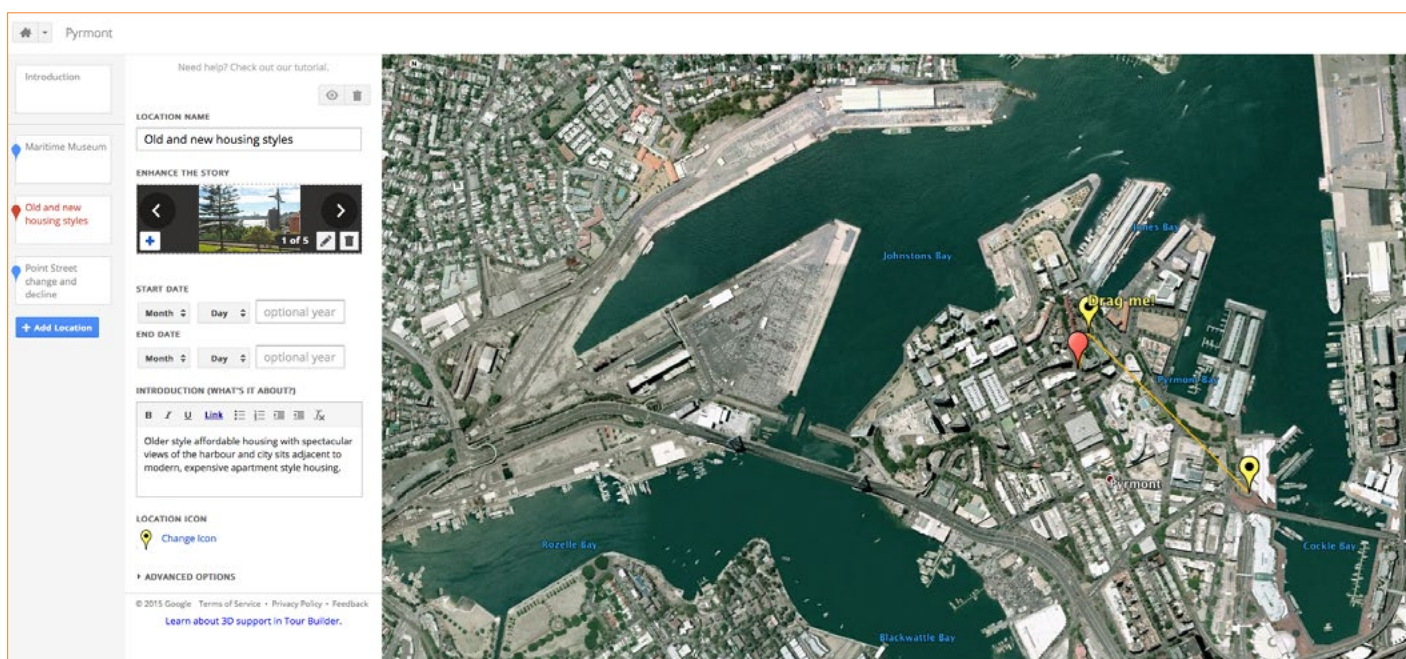 Pyrmont
Introduction
Maritime Museum
Old and new
housing styles
Point Street
change and
decline
+ Add Location
Need help? Check out our tutorial.
LOCATION NAME
Old and new housing styles
ENHANCE THE STORY
1 of 5
START DATE
Month
Day
optional year
END DATE
Month
Day
optional year
INTRODUCTION (WHAT'S IT ABOUT?)
B I U Link
Older style affordable housing with spectacular
views of the harbour and city sits adjacent to
modern, expensive apartment style housing.
LOCATION ICON
Change Icon
ADVANCED OPTIONS
© 2015 Google Terms of Service • Privacy Policy • Feedback
Learn about 3D support in Tour Builder.
N
Johnstons Bay
Jones Bay
Drag me!
Pyrmont Bay
Pyrmont
Rozelle Bay
Cockle Bay
Blackwattle Bay